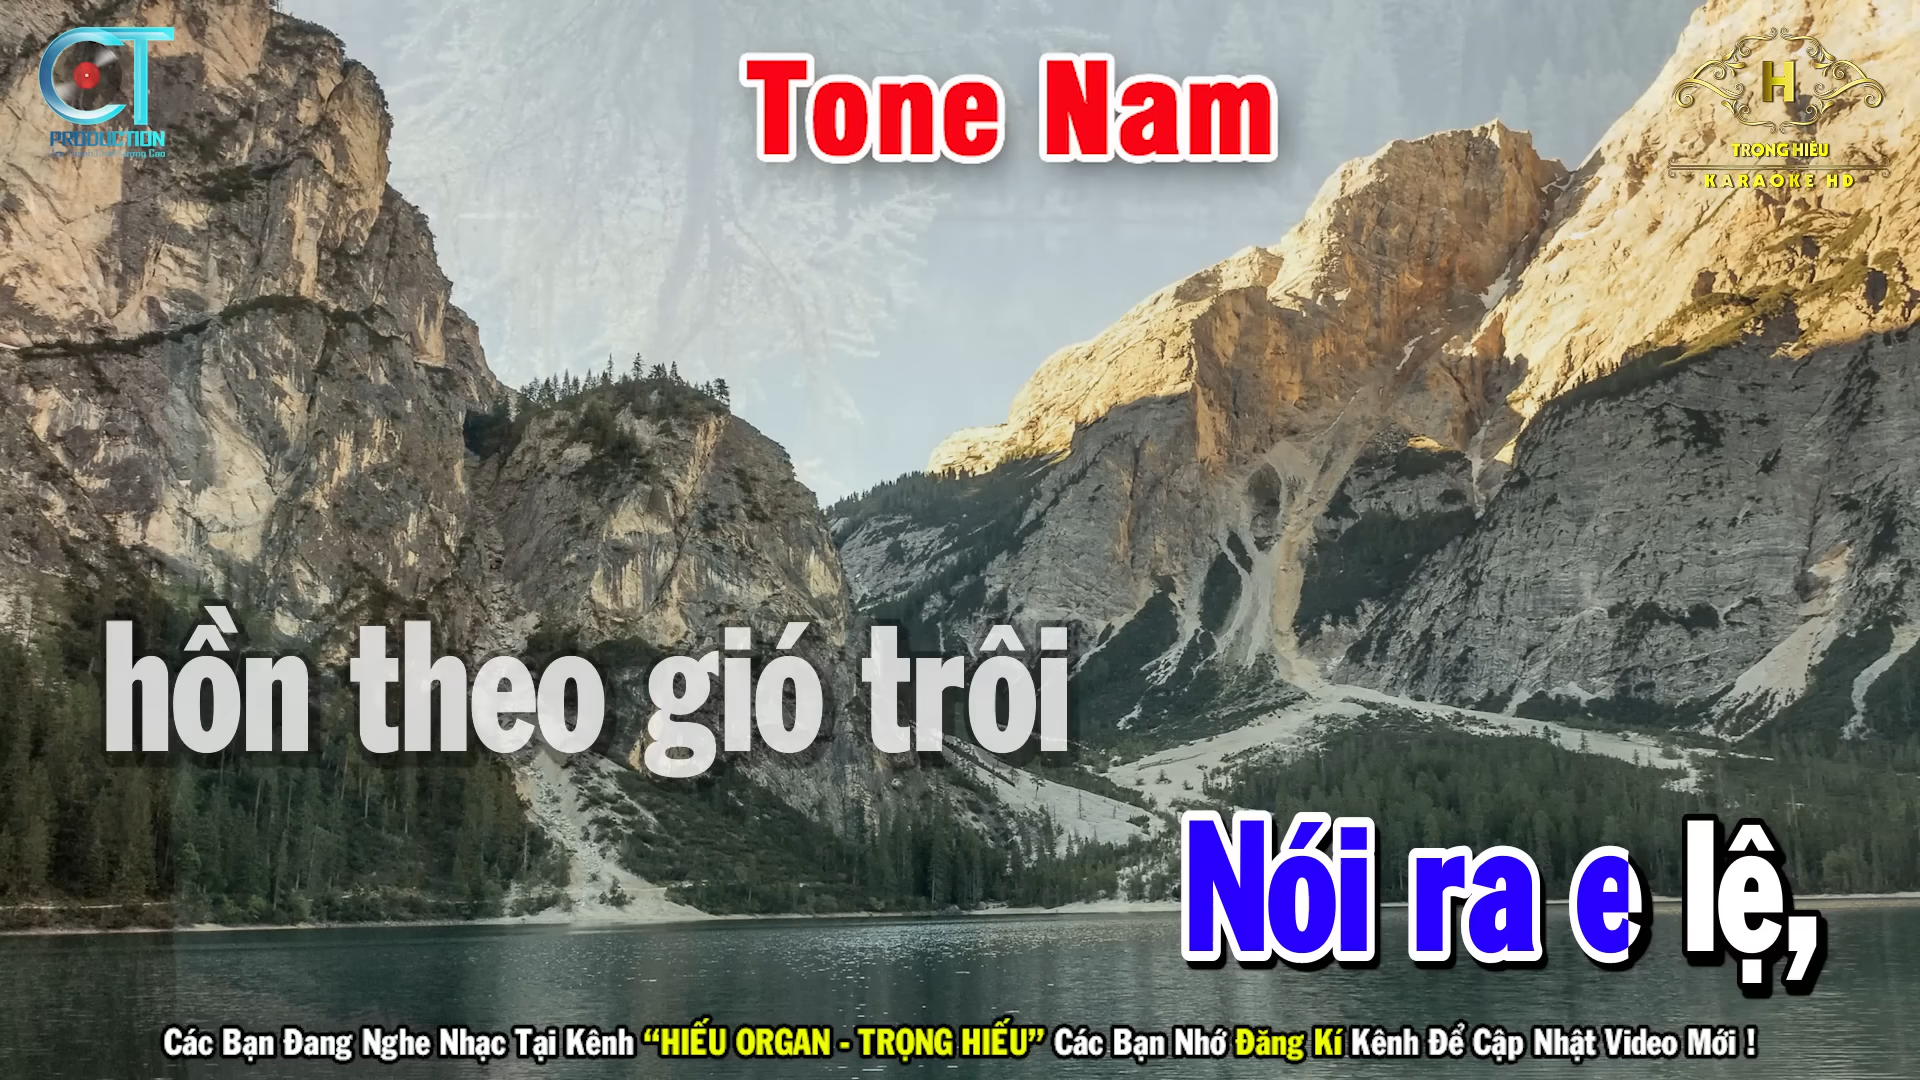 CT
PRODUCTION
Tone Nam
H
TRỌNG HIẾU
KARAOKE HD
hồn theo gió trôi
Nói ra e lệ,
Các Bạn Đang Nghe Nhạc Tại Kênh “HIẾU ORGAN - TRỌNG HIẾU” Các Bạn Nhớ Đăng Kí Kênh Để Cập Nhật Video Mới !